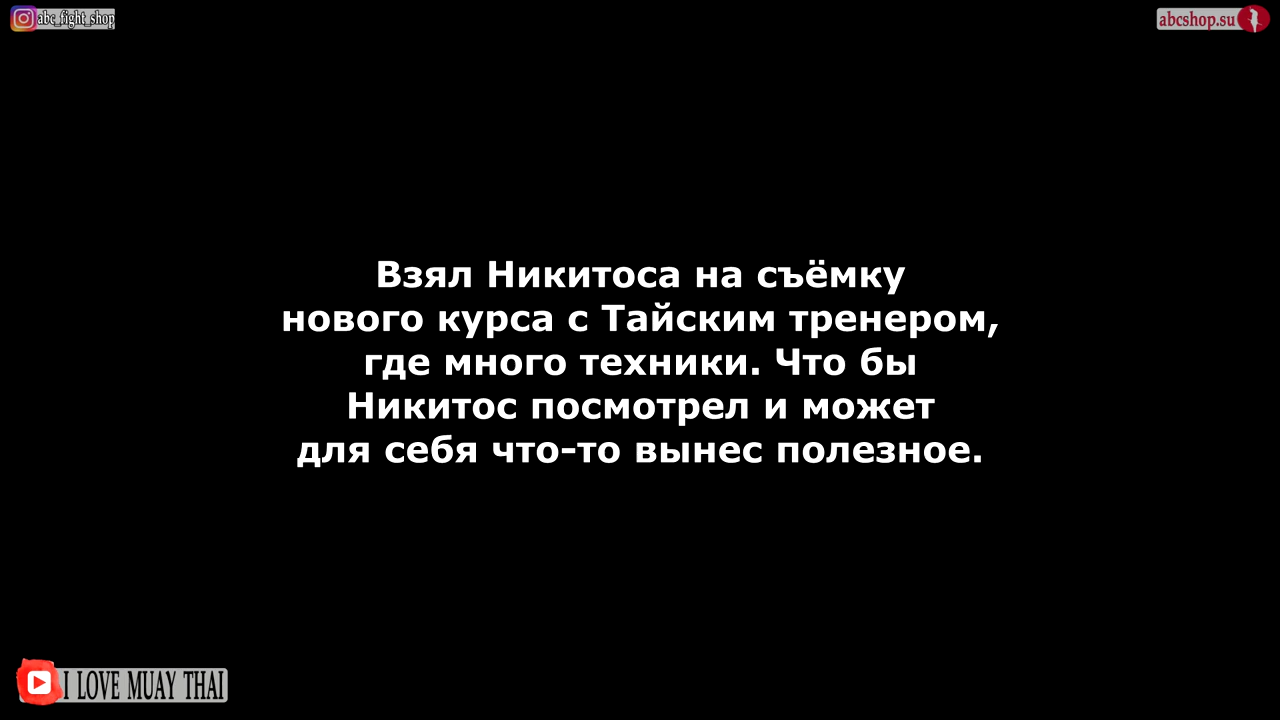 abc_fight_shop
abcshop.su
Взял Никитоса на съёмку
нового курса с Тайским тренером,
где много техники. Что бы
Никитос посмотрел и может
для себя что-то вынес полезное.
I LOVE MUAY THAI